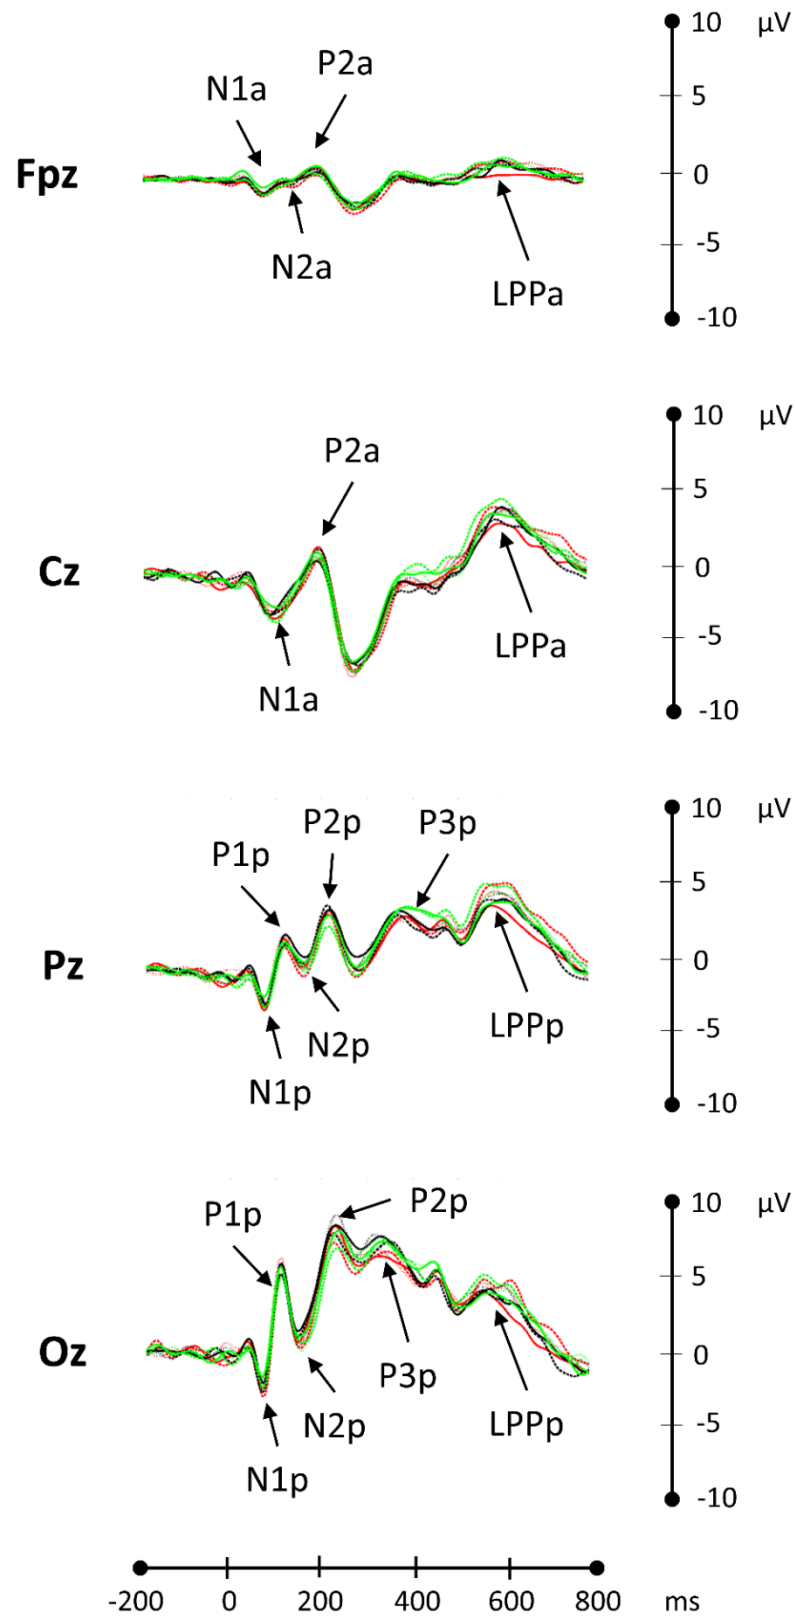 10 µV
P2a
N1a
5
Fpz
0
N2a
-5
LPPa
-10
10 µV
P2a
5
Cz
0
LPPa
-5
N1a
-10
10 µV
P2p P3p
P1p
5
Pz
0
LPPp
-5
N2p
N1p
-10
P1p P2p
10 µV
5
Oz
0
P3p
N2p LPPp
-5
N1p
-10
-200 0 200 400 600 800 ms